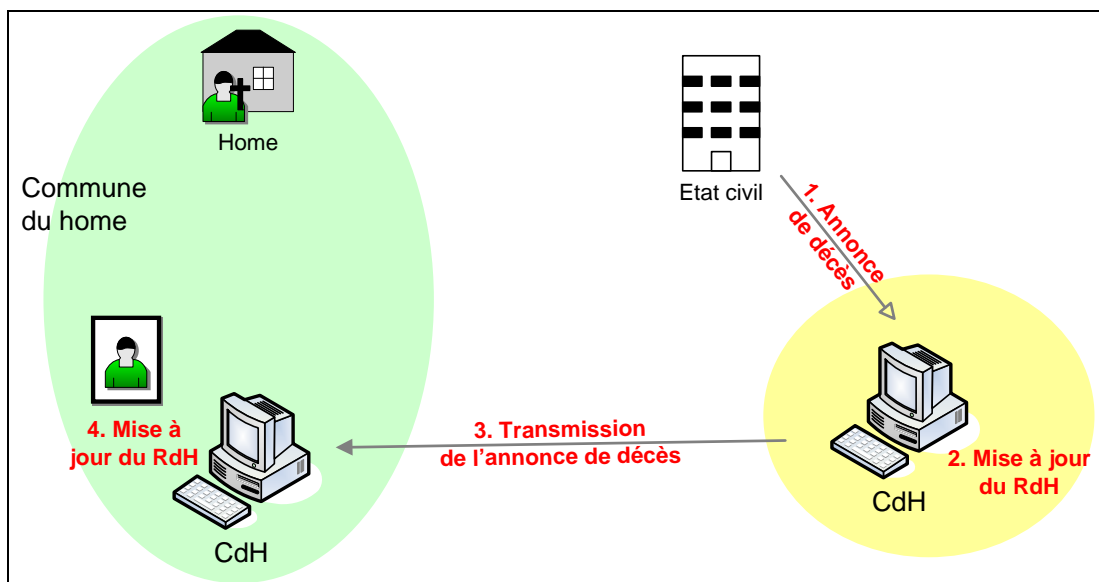 Home
Commune
du home
Etat civil
1. Annonce
de décès
4. Mise à
jour du RdH
CdH
3. Transmission
de l'annonce de décès
2. Mise à jour
du RdH
CdH